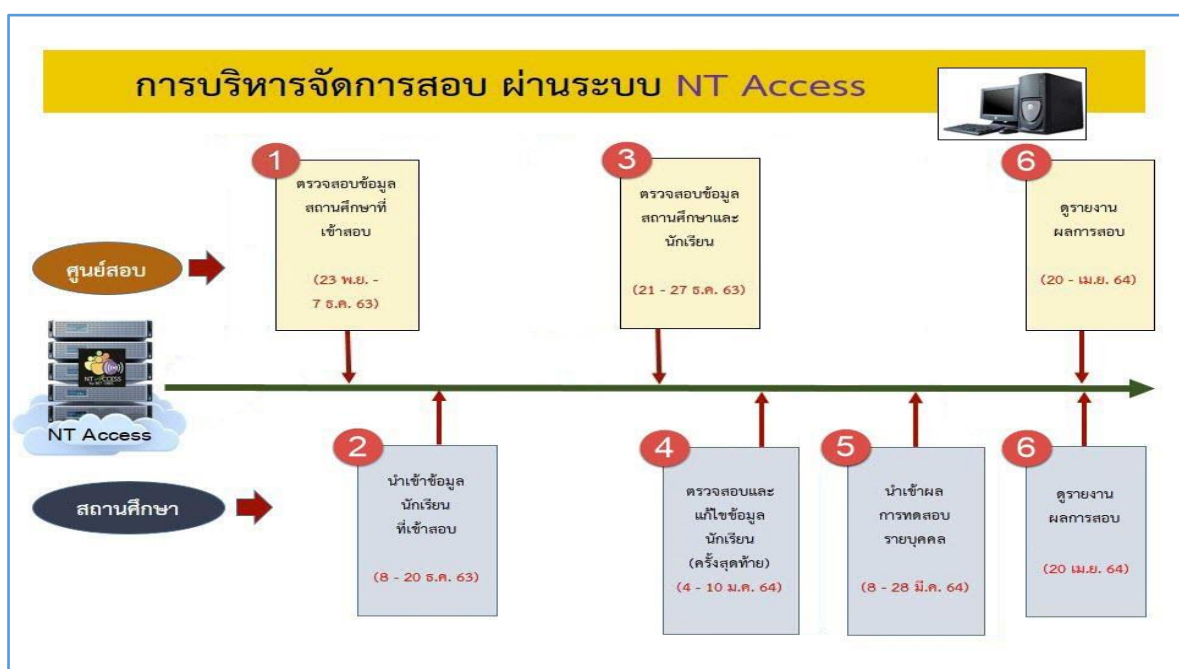 การบริหารจัดการสอบ ผ่านระบบ NT Access
1
ตรวจสอบข้อมูล
สถานศึกษาที่
เข้าสอบ
(23 พ.ย. -
7 ธ.ค. 63)
3
ตรวจสอบข้อมูล
สถานศึกษาและ
นักเรียน
(21 - 27 ธ.ค. 63)
6
ดูรายงาน
ผลการสอบ
(20 - เม.ย. 64)
ศูนย์สอบ
NT ACCESS
NT Access
สถานศึกษา
2
นำเข้าข้อมูล
นักเรียน
ที่เข้าสอบ
(8 - 20 ธ.ค. 63)
4
ตรวจสอบและ
แก้ไขข้อมูล
นักเรียน
(ครั้งสุดท้าย)
(4 - 10 ม.ค. 64)
5
นำเข้าผล
การทดสอบ
รายบุคคล
(8 - 28 มี.ค. 64)
6
ดูรายงาน
ผลการสอบ
(20 เม.ย. 64)